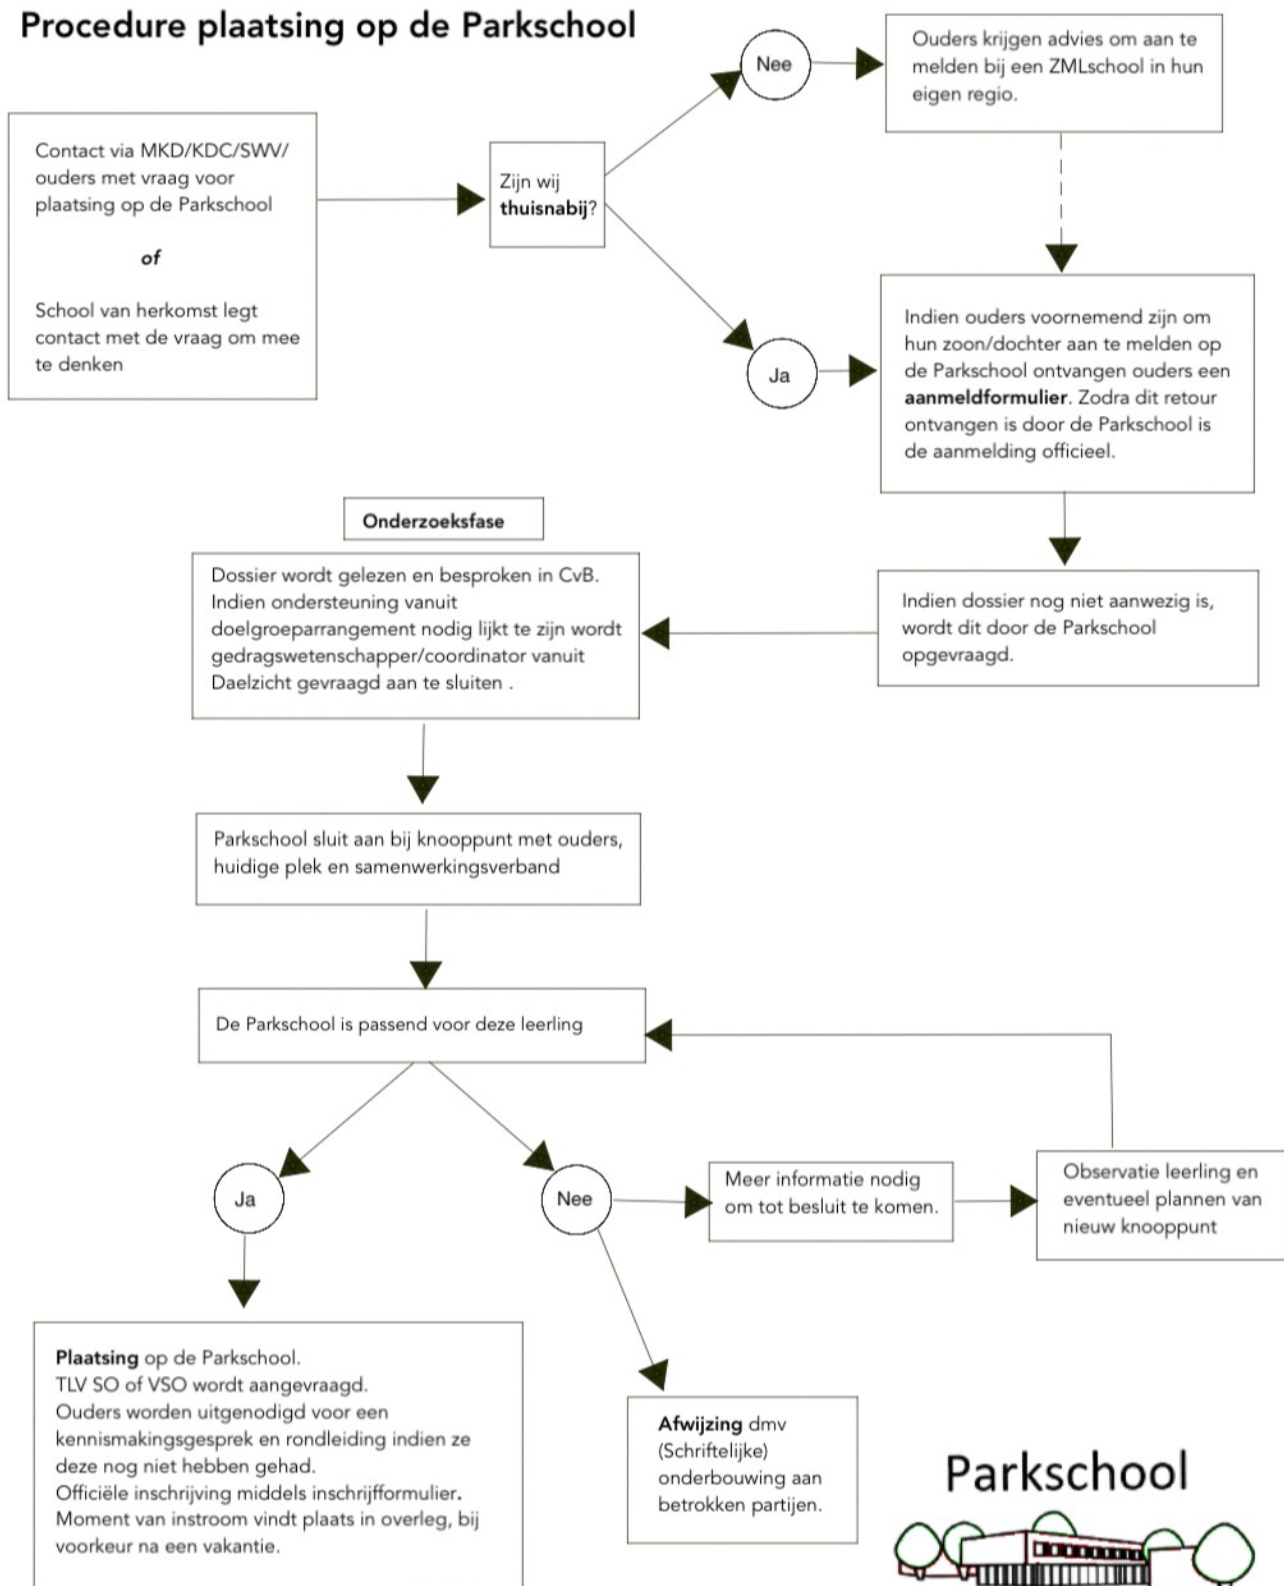 Procedure plaatsing op de Parkschool
Contact via MKD/KDC/SWV/
ouders met vraag voor
plaatsing op de Parkschool
of
School van herkomst legt
contact met de vraag om mee
te denken
Zijn wij
thuisnabij?
Nee
Ouders krijgen advies om aan te
melden bij een ZMLschool in hun
eigen regio.
Ja
Indien ouders voornemend zijn om
hun zoon/dochter aan te melden op
de Parkschool ontvangen ouders een
aanmeldformulier. Zodra dit retour
ontvangen is door de Parkschool is
de aanmelding officieel.
Indien dossier nog niet aanwezig is,
wordt dit door de Parkschool
opgevraagd.
Onderzoeksfase
Dossier wordt gelezen en besproken in CvB.
Indien ondersteuning vanuit
doelgroeparrangement nodig lijkt te zijn wordt
gedragswetenschapper/coordinator vanuit
Daelzicht gevraagd aan te sluiten .
Parkschool sluit aan bij knooppunt met ouders,
huidige plek en samenwerkingsverband
De Parkschool is passend voor deze leerling
Ja
Nee
Meer informatie nodig
om tot besluit te komen.
Observatie leerling en
eventueel plannen van
nieuw knooppunt
Plaatsing op de Parkschool.
TLV SO of VSO wordt aangevraagd.
Ouders worden uitgenodigd voor een
kennismakingsgesprek en rondleiding indien ze
deze nog niet hebben gehad.
Officiële inschrijving middels inschrijfformulier.
Moment van instroom vindt plaats in overleg, bij
voorkeur na een vakantie.
Afwijzing dmv
(Schriftelijke)
onderbouwing aan
betrokken partijen.
Parkschool